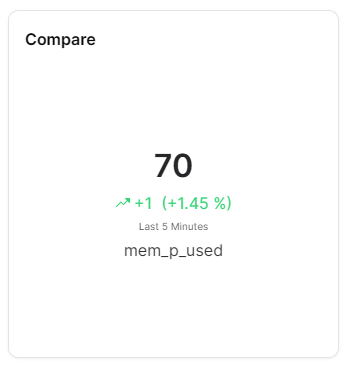 Compare
70
+1 (+1.45 %)
Last 5 Minutes
mem_p_used